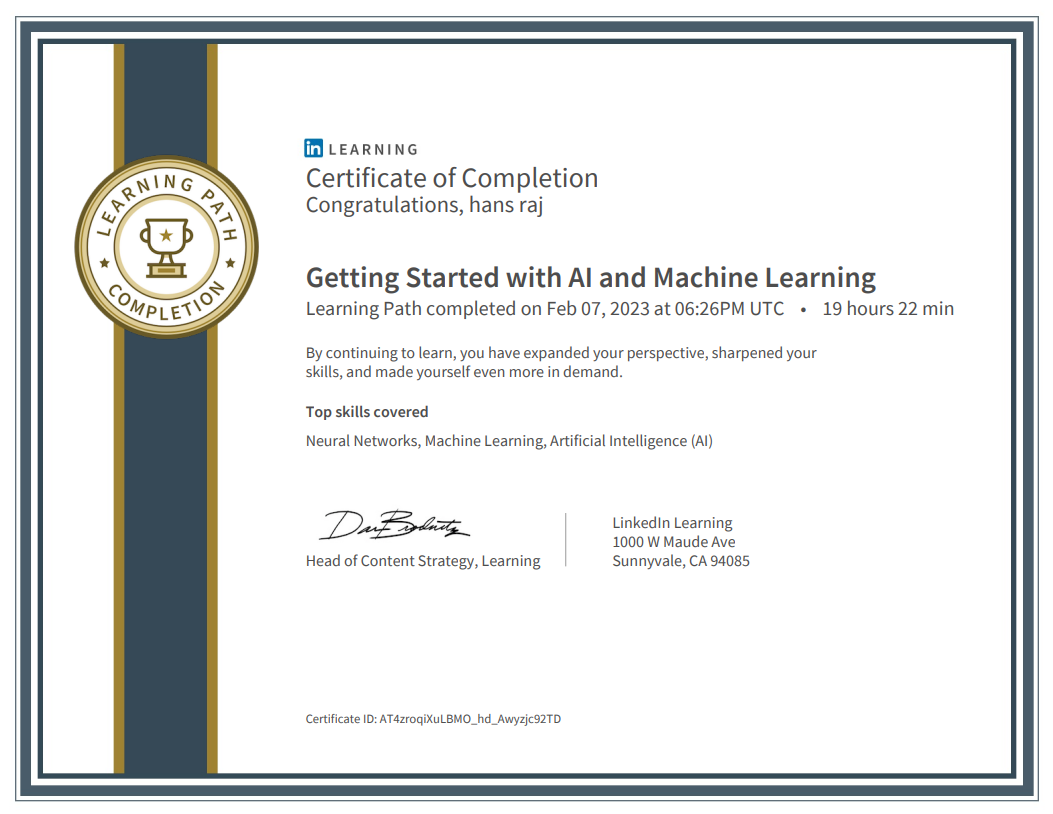 LEARNING PATH
COMPLETION
in LEARNING
Certificate of Completion
Congratulations, hans raj
Getting Started with AI and Machine Learning
Learning Path completed on Feb 07, 2023 at 06:26PM UTC • 19 hours 22 min
By continuing to learn, you have expanded your perspective, sharpened your
skills, and made yourself even more in demand.
Top skills covered
Neural Networks, Machine Learning, Artificial Intelligence (AI)
Head of Content Strategy, Learning
LinkedIn Learning
1000 W Maude Ave
Sunnyvale, CA 94085
Certificate ID: AT4zroqiXuLBMO_hd_Awyzjc92TD